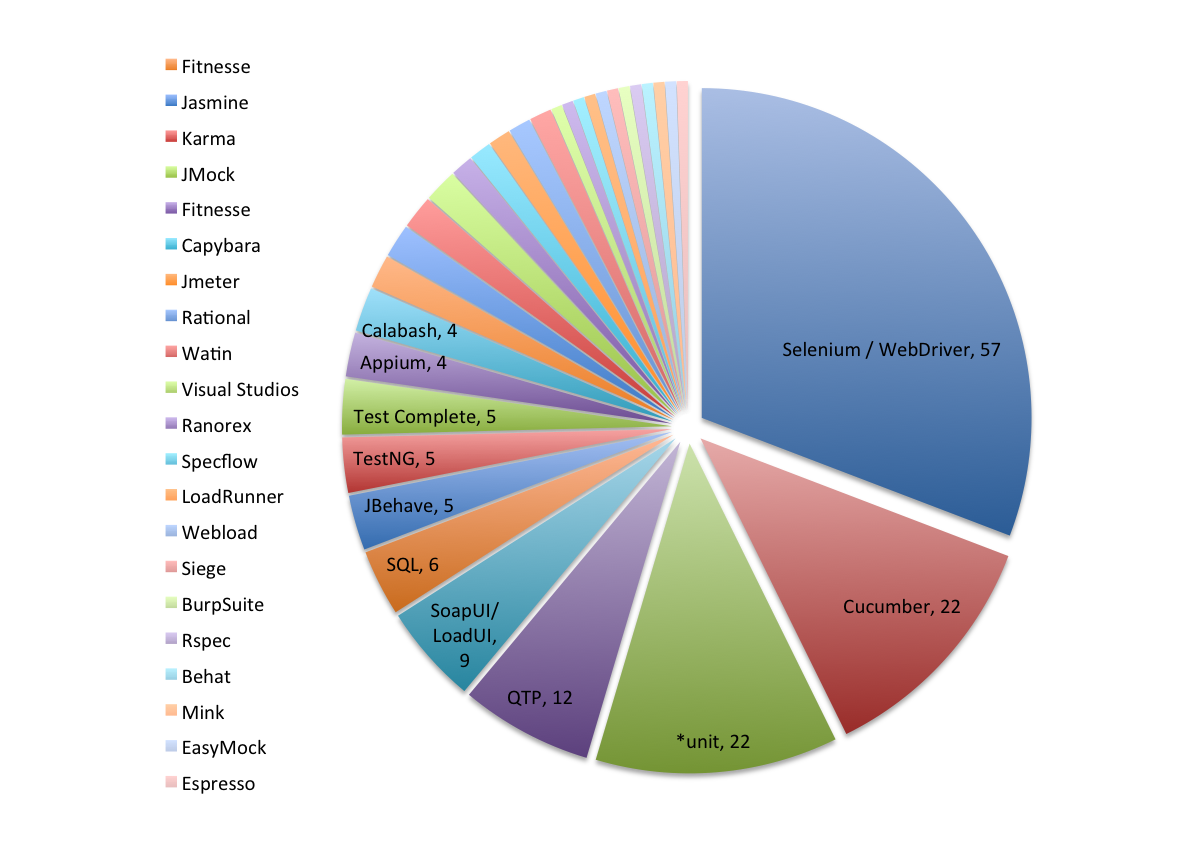 Fitnesse
Jasmine
Karma
JMock
Fitnesse
Capybara
Jmeter
Rational
Watin
Visual Studios
Ranorex
Specflow
LoadRunner
Webload
Siege
BurpSuite
Rspec
Behat
Mink
EasyMock
Espresso
Selenium / WebDriver, 57
Cucumber, 22
*unit, 22
QTP, 12
SoapUI/
LoadUI,
9
SQL, 6
JBehave, 5
TestNG, 5
Test Complete, 5
Appium, 4
Calabash, 4